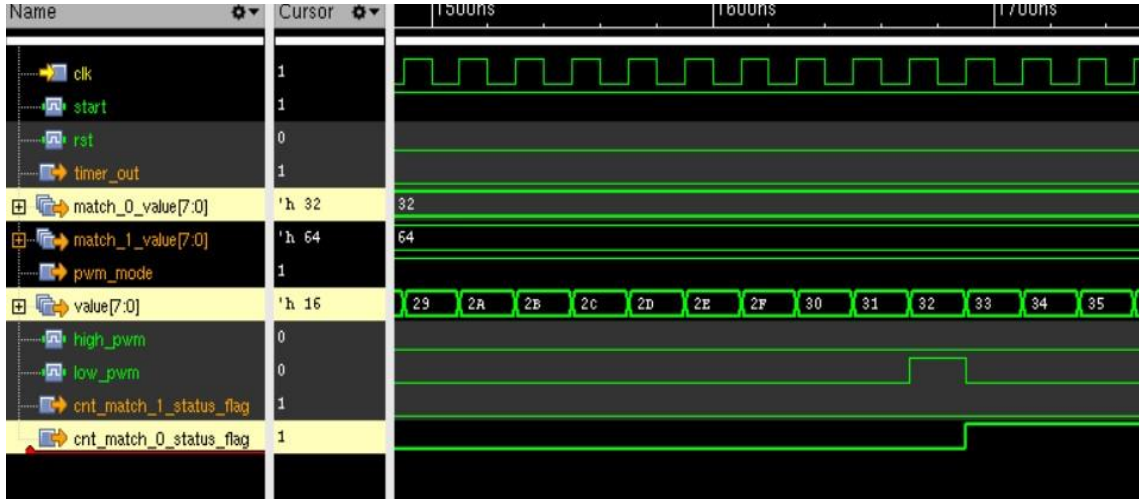 Name Cursor 1500ns 1600ns 1700ns
clk 1
start 1
rst 0
timer_out 1
match_0_value[7:0] 'h 32 32
match_1_value[7:0] 'h 64 64
pwm_mode 1
value[7:0] 'h 16 29 2A 2B 2C 2D 2E 2F 30 31 32 33 34 35
high_pwm 0
low_pwm 0
cnt_match_1_status_flag 1
cnt_match_0_status_flag 1